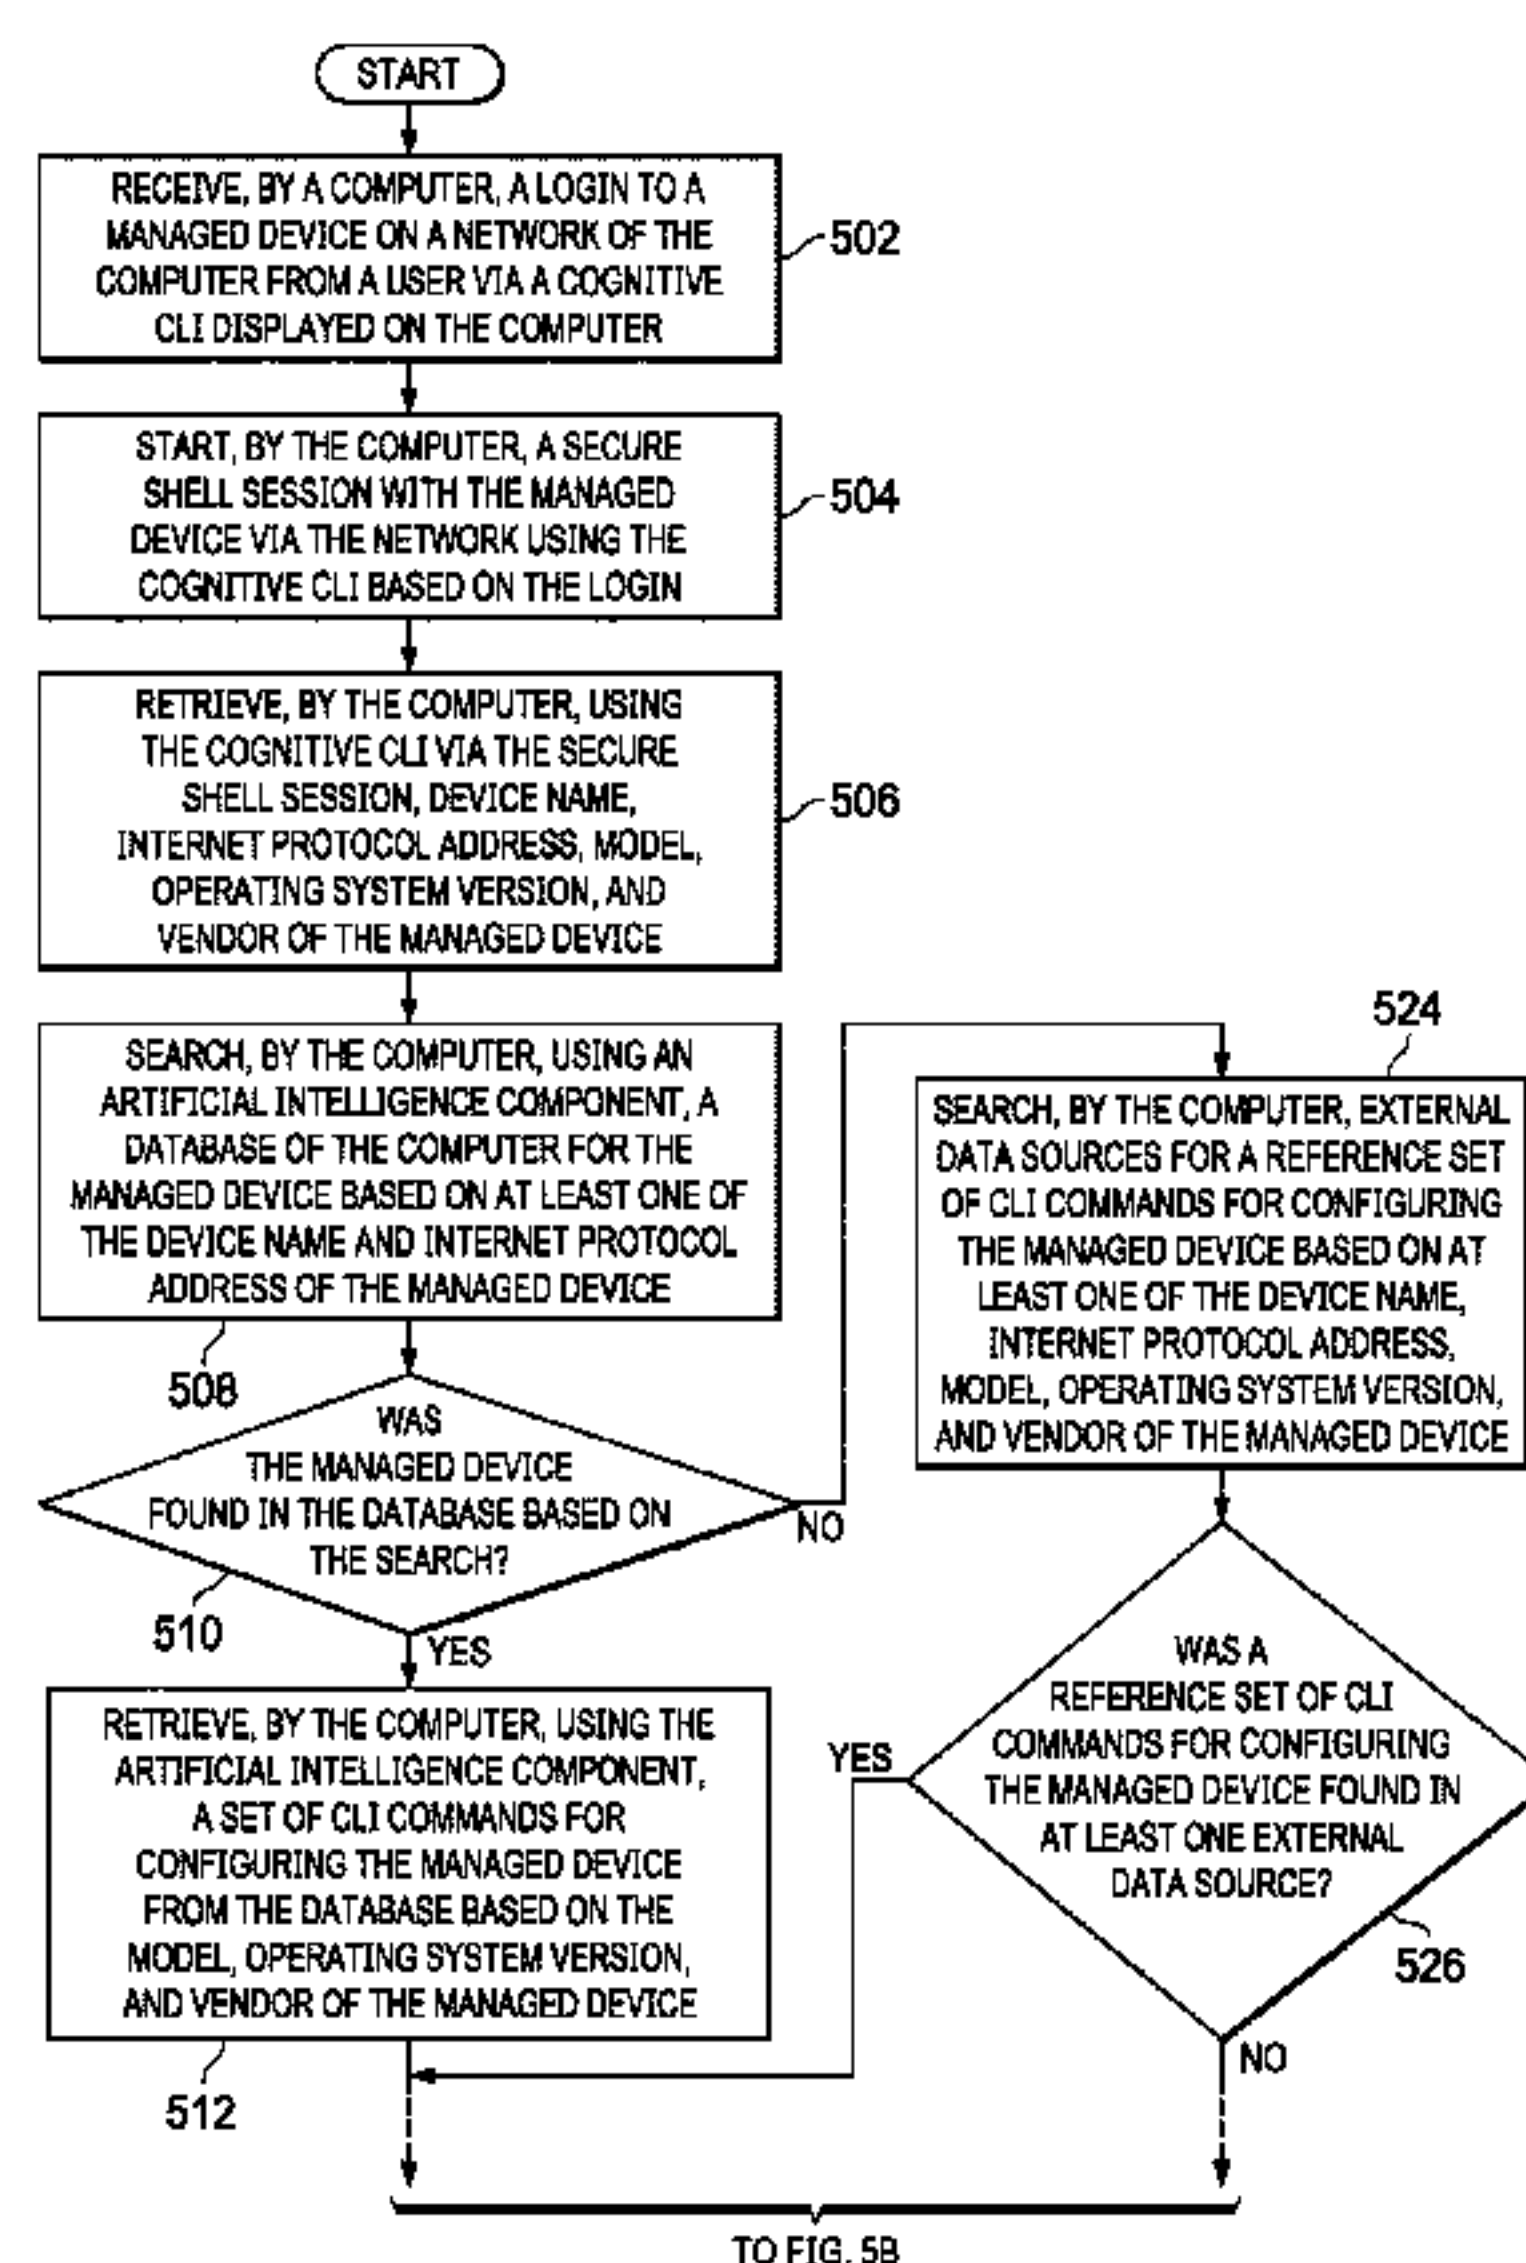 START
RECEIVE, BY A COMPUTER, A LOGIN TO A
MANAGED DEVICE ON A NETWORK OF THE
COMPUTER FROM A USER VIA A COGNITIVE
CLI DISPLAYED ON THE COMPUTER
502
START, BY THE COMPUTER, A SECURE
SHELL SESSION WITH THE MANAGED
DEVICE VIA THE NETWORK USING THE
COGNITIVE CLI BASED ON THE LOGIN
504
RETRIEVE, BY THE COMPUTER, USING
THE COGNITIVE CLI VIA THE SECURE
SHELL SESSION, DEVICE NAME,
INTERNET PROTOCOL ADDRESS, MODEL,
OPERATING SYSTEM VERSION, AND
VENDOR OF THE MANAGED DEVICE
506
SEARCH, BY THE COMPUTER, USING AN
ARTIFICIAL INTELLIGENCE COMPONENT, A
DATABASE OF THE COMPUTER FOR THE
MANAGED DEVICE BASED ON AT LEAST ONE OF
THE DEVICE NAME AND INTERNET PROTOCOL
ADDRESS OF THE MANAGED DEVICE
508
WAS
THE MANAGED DEVICE
FOUND IN THE DATABASE BASED ON
THE SEARCH?
510
NO
YES
RETRIEVE, BY THE COMPUTER, USING THE
ARTIFICIAL INTELLIGENCE COMPONENT,
A SET OF CLI COMMANDS FOR
CONFIGURING THE MANAGED DEVICE
FROM THE DATABASE BASED ON THE
MODEL, OPERATING SYSTEM VERSION,
AND VENDOR OF THE MANAGED DEVICE
512
524
SEARCH, BY THE COMPUTER, EXTERNAL
DATA SOURCES FOR A REFERENCE SET
OF CLI COMMANDS FOR CONFIGURING
THE MANAGED DEVICE BASED ON AT
LEAST ONE OF THE DEVICE NAME,
INTERNET PROTOCOL ADDRESS,
MODEL, OPERATING SYSTEM VERSION,
AND VENDOR OF THE MANAGED DEVICE
WAS A
REFERENCE SET OF CLI
COMMANDS FOR CONFIGURING
THE MANAGED DEVICE FOUND IN
AT LEAST ONE EXTERNAL
DATA SOURCE?
YES
526
NO
TO FIG. 5B